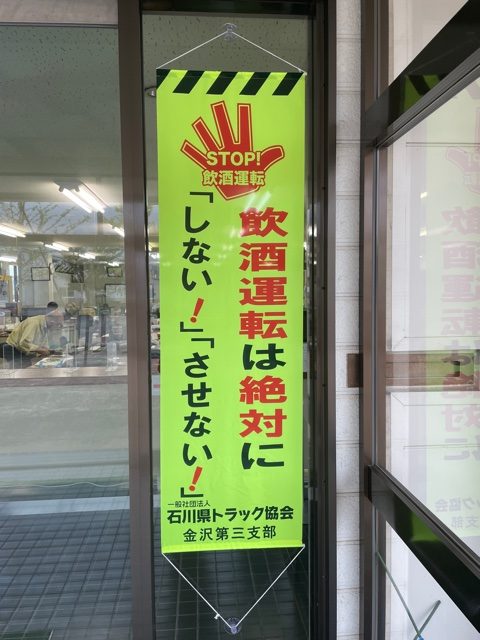 STOP!
飲酒運転
飲酒運転は絶対に
「しない！」「させない！」
一般社団法人
石川県トラック協会
金沢第三支部